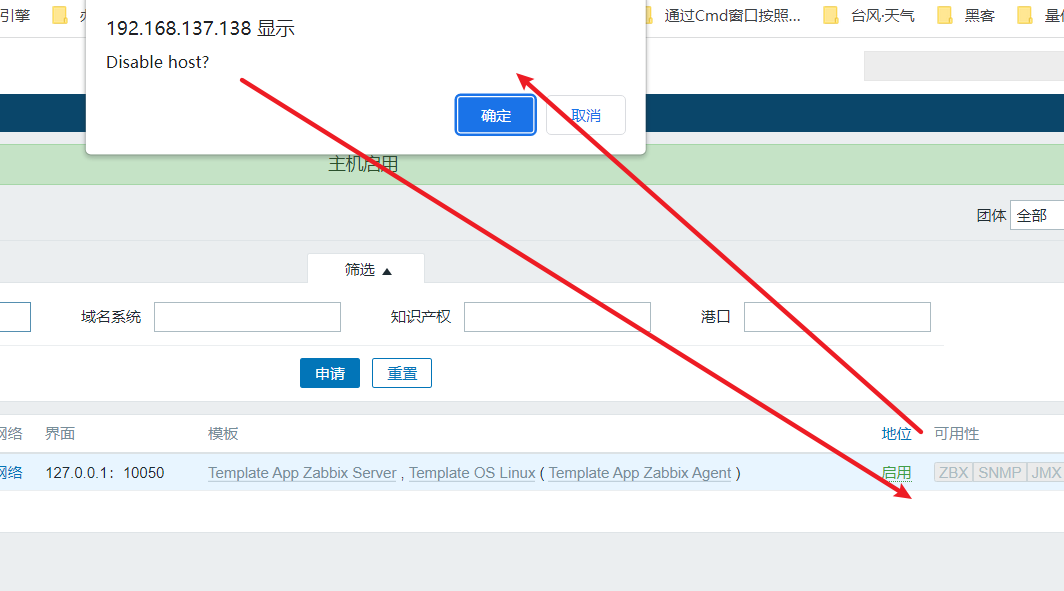 引擎
通过Cmd窗口按照...
台风·天气
黑客
192.168.137.138 显示
Disable host?
确定
取消
主机启用
团体 全部
筛选 ▲
域名系统
知识产权
港口
申请
重置
网络 界面 模板 地位 可用性
网络 127.0.0.1：10050 Template App Zabbix Server , Template OS Linux ( Template App Zabbix Agent ) 启用 ZBX SNMP JMX